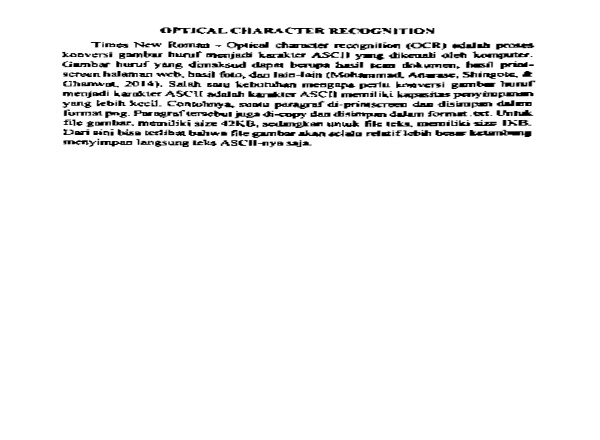 OPTICAL CHARACTER RECOGNITION
Times New Roman - Optical character recognition (OCR) adalah proses
konversi gambar huruf menjadi karakter ASCII yang dikenali oleh komputer.
Gambar huruf yang dimaksud dapat berupa hasil scan dokumen, hasil print-
screen halaman web, hasil foto, dan lain-lain (Mohammad, Anarase, Shingote, &
Ghanwat, 2014). Salah satu kebutuhan mengapa perlu konversi gambar huruf
menjadi karakter ASCII adalah karakter ASCII memiliki kapasitas penyimpanan
yang lebih kecil. Contohnya, suatu paragraf di-printscreen dan disimpan dalam
format png. Paragraf tersebut juga di-copy dan disimpan dalam format .txt. Untuk
file gambar, memiliki size 42KB, sedangkan untuk file teks, memiliki size 1KB.
Dari sini bisa terlihat bahwa file gambar akan selalu relatif lebih besar ketimbang
menyimpan langsung teks ASCII-nya saja.